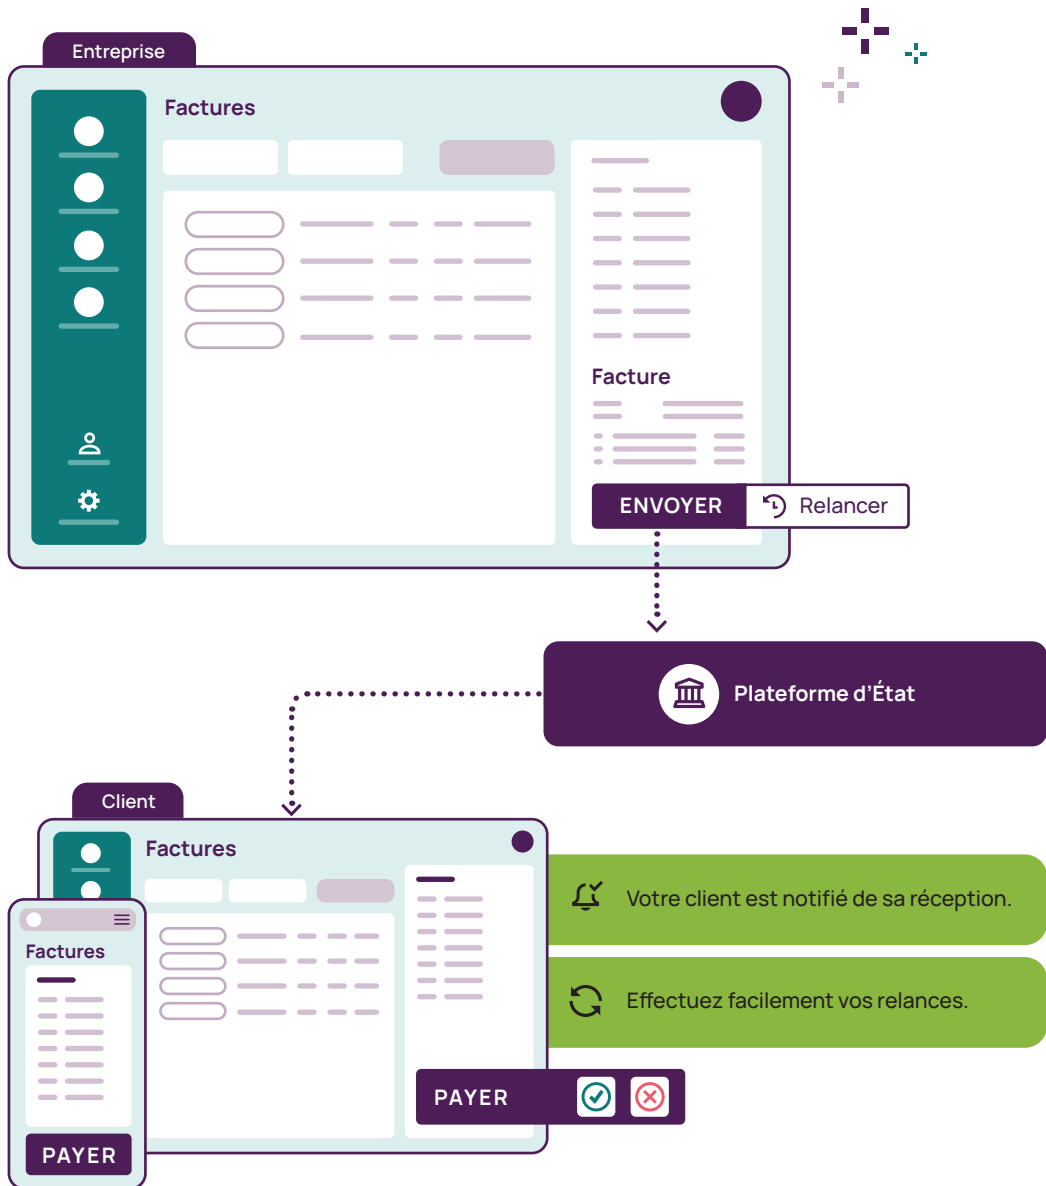 Entreprise
Factures
Facture
ENVOYER
Relancer
Plateforme d'État
Client
Factures
Votre client est notifié de sa réception.
Factures
Effectuez facilement vos relances.
PAYER
PAYER